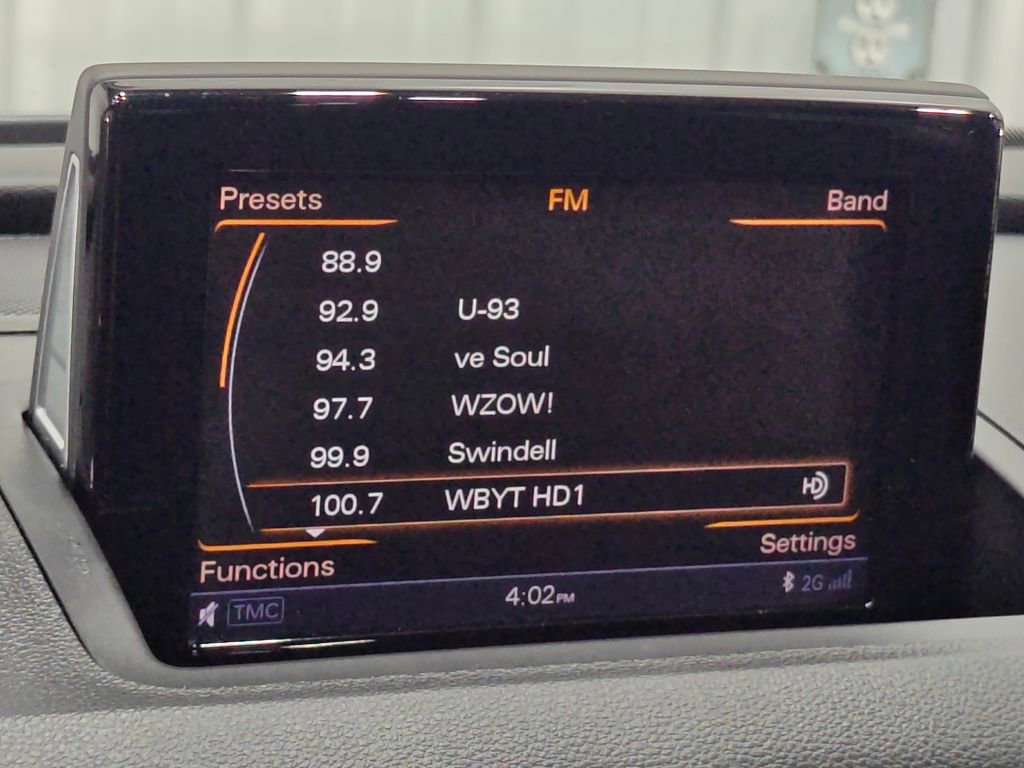 Presets FM Band
88.9
92.9 U-93
94.3 ve Soul
97.7 WZOW!
99.9 Swindell
100.7 WBYT HD1 HD
Settings
Functions
TMC 4:02PM 2G